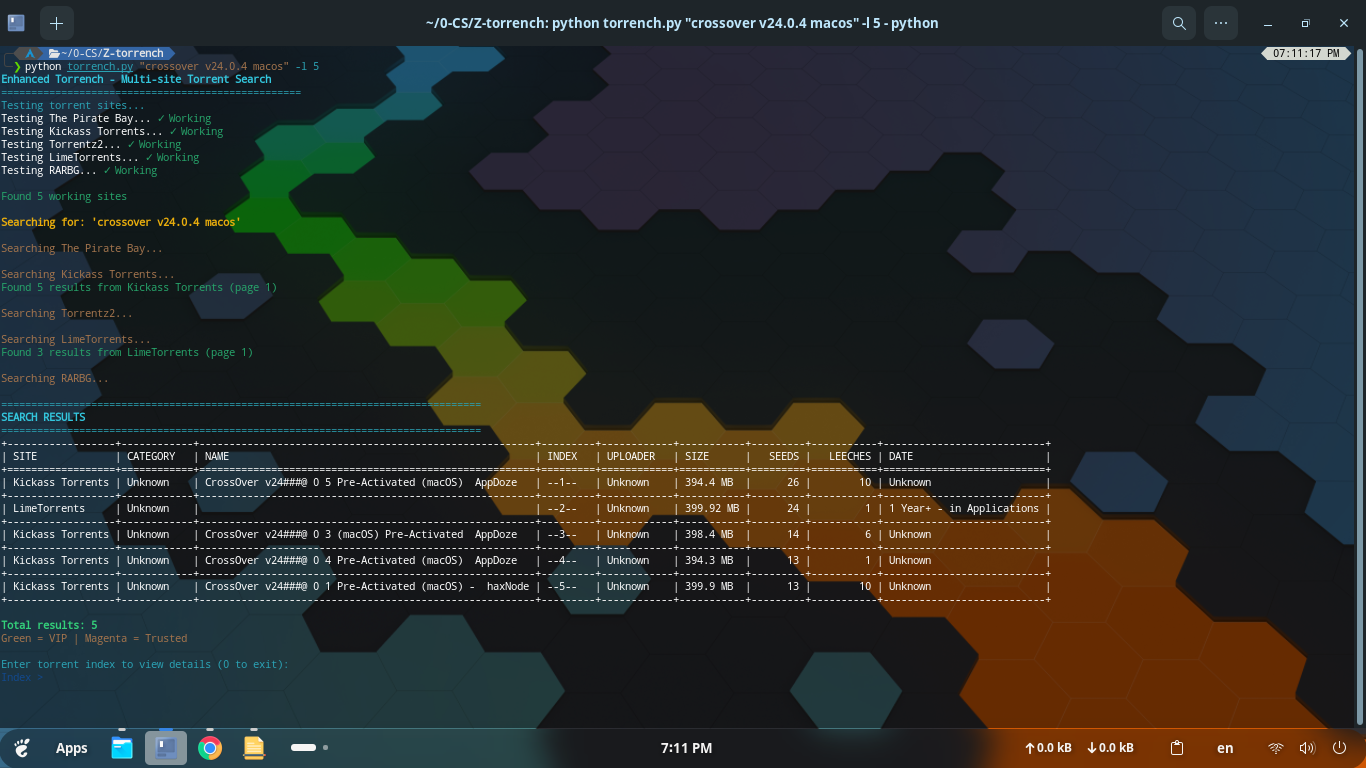 ~/0-CS/Z-torrench: python torrench.py "crossover v24.0.4 macos" -l 5 - python
~/0-CS/Z-torrench
07:11:17 PM
❯ python torrench.py "crossover v24.0.4 macos" -l 5
Enhanced Torrench - Multi-site Torrent Search
==================================================
Testing torrent sites...
Testing The Pirate Bay... ✓ Working
Testing Kickass Torrents... ✓ Working
Testing Torrentz2... ✓ Working
Testing LimeTorrents... ✓ Working
Testing RARBG... ✓ Working
Found 5 working sites
Searching for: 'crossover v24.0.4 macos'
Searching The Pirate Bay...
Searching Kickass Torrents...
Found 5 results from Kickass Torrents (page 1)
Searching Torrentz2...
Searching LimeTorrents...
Found 3 results from LimeTorrents (page 1)
Searching RARBG...
================================================================================
SEARCH RESULTS
================================================================================
| SITE | CATEGORY | NAME | INDEX | UPLOADER | SIZE | SEEDS | LEECHES | DATE |
| Kickass Torrents | Unknown | CrossOver v24###@ 0 5 Pre-Activated (macOS)  AppDoze | --1-- | Unknown | 394.4 MB | 26 | 10 | Unknown |
| LimeTorrents | Unknown | | --2-- | Unknown | 399.92 MB | 24 | 1 | 1 Year+ - in Applications |
| Kickass Torrents | Unknown | CrossOver v24###@ 0 3 (macOS) Pre-Activated  AppDoze | --3-- | Unknown | 398.4 MB | 14 | 6 | Unknown |
| Kickass Torrents | Unknown | CrossOver v24###@ 0 4 Pre-Activated (macOS)  AppDoze | --4-- | Unknown | 394.3 MB | 13 | 1 | Unknown |
| Kickass Torrents | Unknown | CrossOver v24###@ 0 1 Pre-Activated (macOS) -  haxNode | --5-- | Unknown | 399.9 MB | 13 | 10 | Unknown |
Total results: 5
Green = VIP | Magenta = Trusted
Enter torrent index to view details (0 to exit):
Index >
Apps
7:11 PM
↑0.0 kB ↓0.0 kB
en